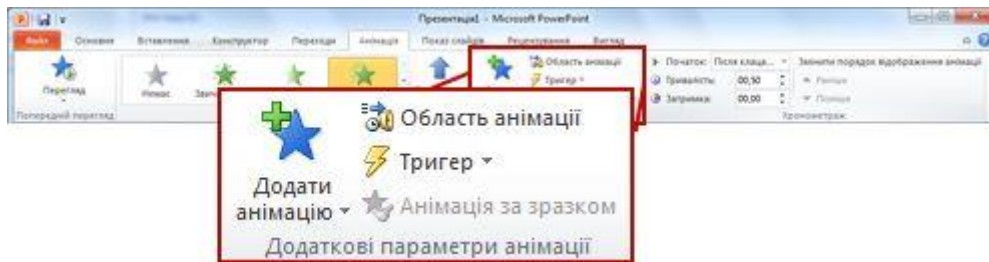 Презентація1 - Microsoft PowerPoint
Файл Основне Вставлення Конструктор Переходи Анімація Показ слайдів Рецензування Вигляд
Область анімації
Початок: Після клаца...
Змінити порядок відображення анімації
Перегляд
Немає
Тригер
Тривалість: 00,50
Раніше
Затримка: 00,00
Пізніше
Попередній перегляд
Хронометраж
Додати анімацію
Область анімації
Тригер
Анімація за зразком
Додаткові параметри анімації